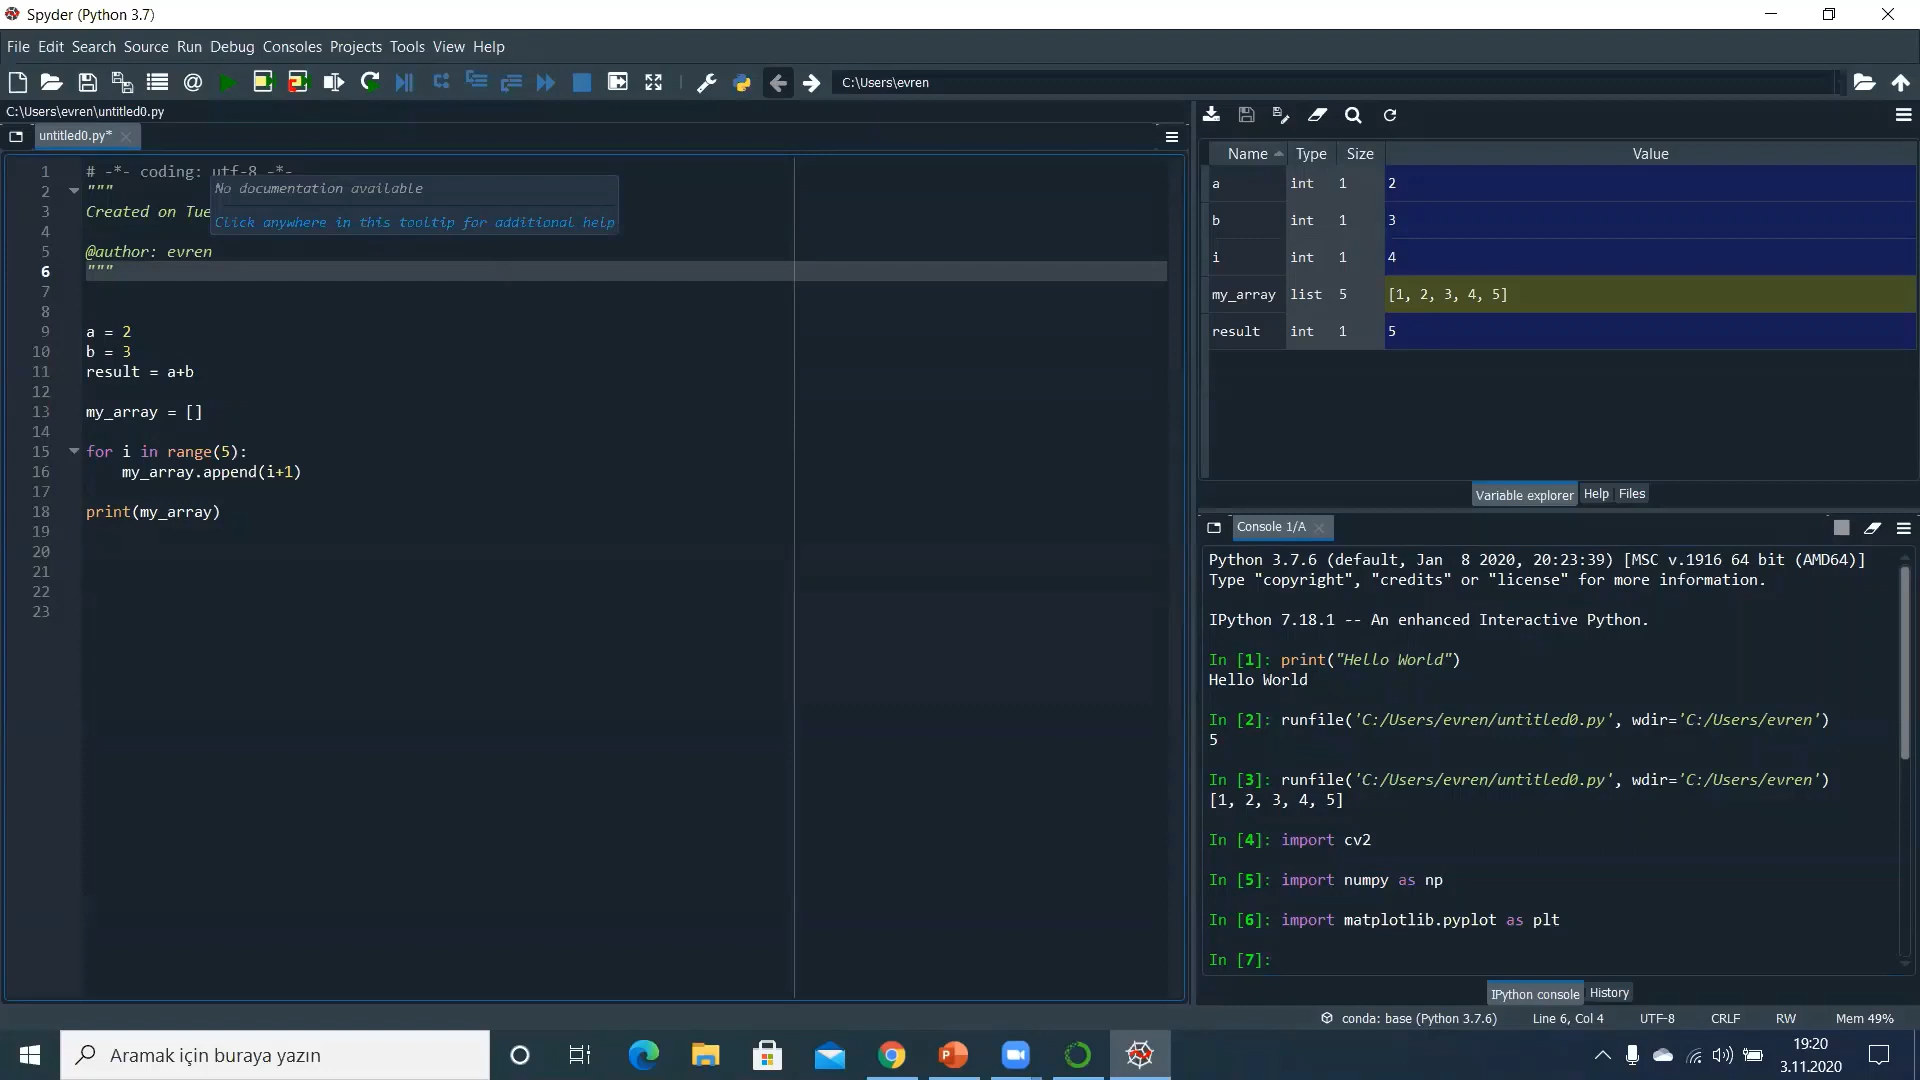 Spyder (Python 3.7)
File Edit Search Source Run Debug Consoles Projects Tools View Help
C:\Users\evren
C:\Users\evren\untitled0.py
untitled0.py*
1 # -*- coding: utf-8 -*-
2 """
3 Created on Tue
4
5 @author: evren
6 """
7
8
9 a = 2
10 b = 3
11 result = a+b
12
13 my_array = []
14
15 for i in range(5):
16 my_array.append(i+1)
17
18 print(my_array)
19
20
21
22
23
No documentation available
Click anywhere in this tooltip for additional help
Name Type Size Value
a int 1 2
b int 1 3
i int 1 4
my_array list 5 [1, 2, 3, 4, 5]
result int 1 5
Variable explorer Help Files
Console 1/A
Python 3.7.6 (default, Jan  8 2020, 20:23:39) [MSC v.1916 64 bit (AMD64)]
Type "copyright", "credits" or "license" for more information.
IPython 7.18.1 -- An enhanced Interactive Python.
In [1]: print("Hello World")
Hello World
In [2]: runfile('C:/Users/evren/untitled0.py', wdir='C:/Users/evren')
5
In [3]: runfile('C:/Users/evren/untitled0.py', wdir='C:/Users/evren')
[1, 2, 3, 4, 5]
In [4]: import cv2
In [5]: import numpy as np
In [6]: import matplotlib.pyplot as plt
In [7]:
IPython console History
conda: base (Python 3.7.6) Line 6, Col 4 UTF-8 CRLF RW Mem 49%
Aramak için buraya yazın
19:20
3.11.2020